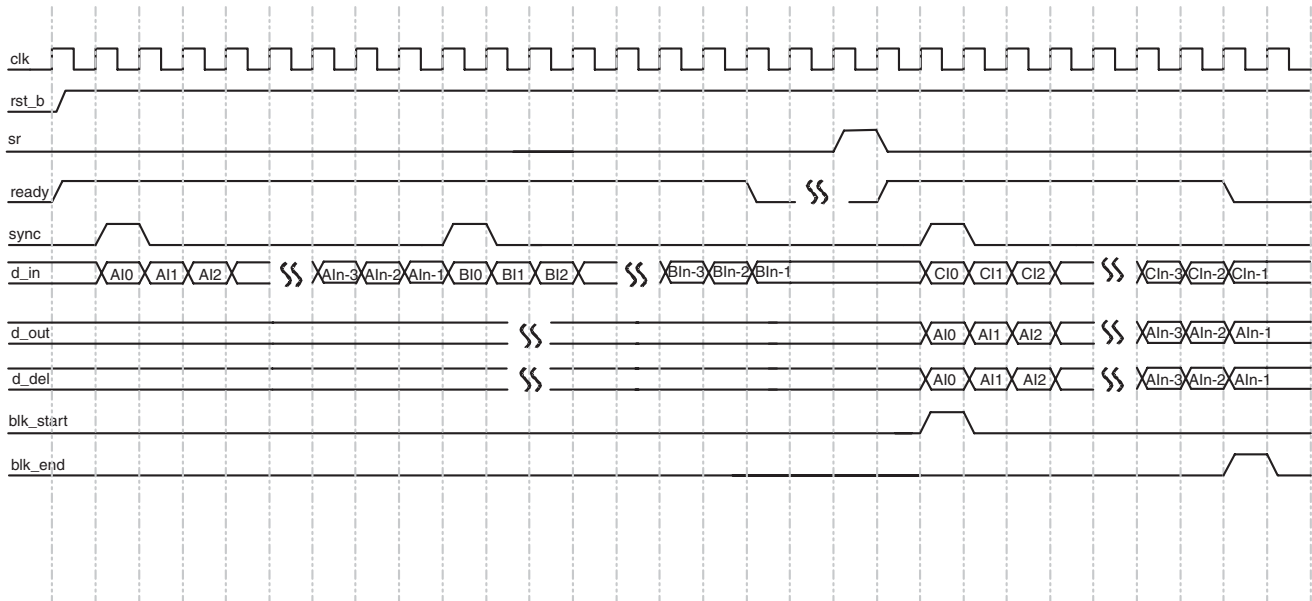 clk
rst_b
sr
ready
sync
d_in AI0 AI1 AI2 AIn-3 AIn-2 AIn-1 BI0 BI1 BI2 BIn-3 BIn-2 BIn-1 CI0 CI1 CI2 CIn-3 CIn-2 CIn-1
d_out AI0 AI1 AI2 AIn-3 AIn-2 AIn-1
d_del AI0 AI1 AI2 AIn-3 AIn-2 AIn-1
blk_start
blk_end